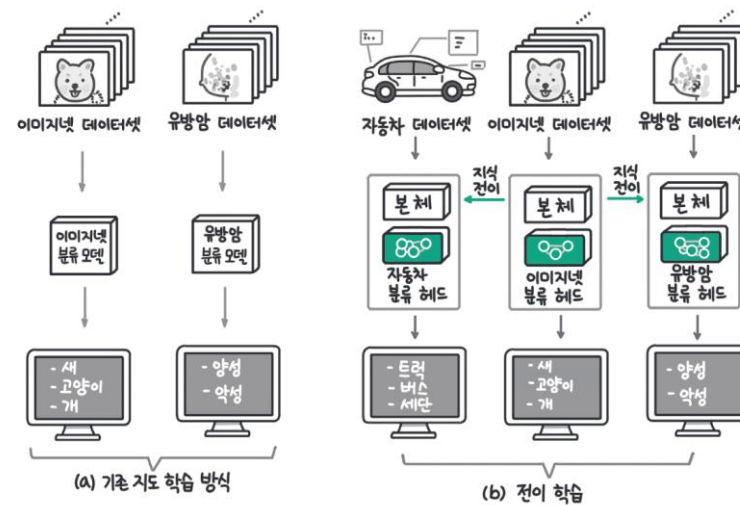 이미지넷 데이터셋
유방암 데이터셋
이미지넷
분류 모델
유방암
분류 모델
- 새
- 고양이
- 개
- 양성
- 악성
(a) 기존 지도 학습 방식
자동차 데이터셋
이미지넷 데이터셋
유방암 데이터셋
지식
전이
지식
전이
본체
본체
본체
자동차
분류 헤드
이미지넷
분류 헤드
유방암
분류 헤드
- 트럭
- 버스
- 세단
- 새
- 고양이
- 개
- 양성
- 악성
(b) 전이 학습